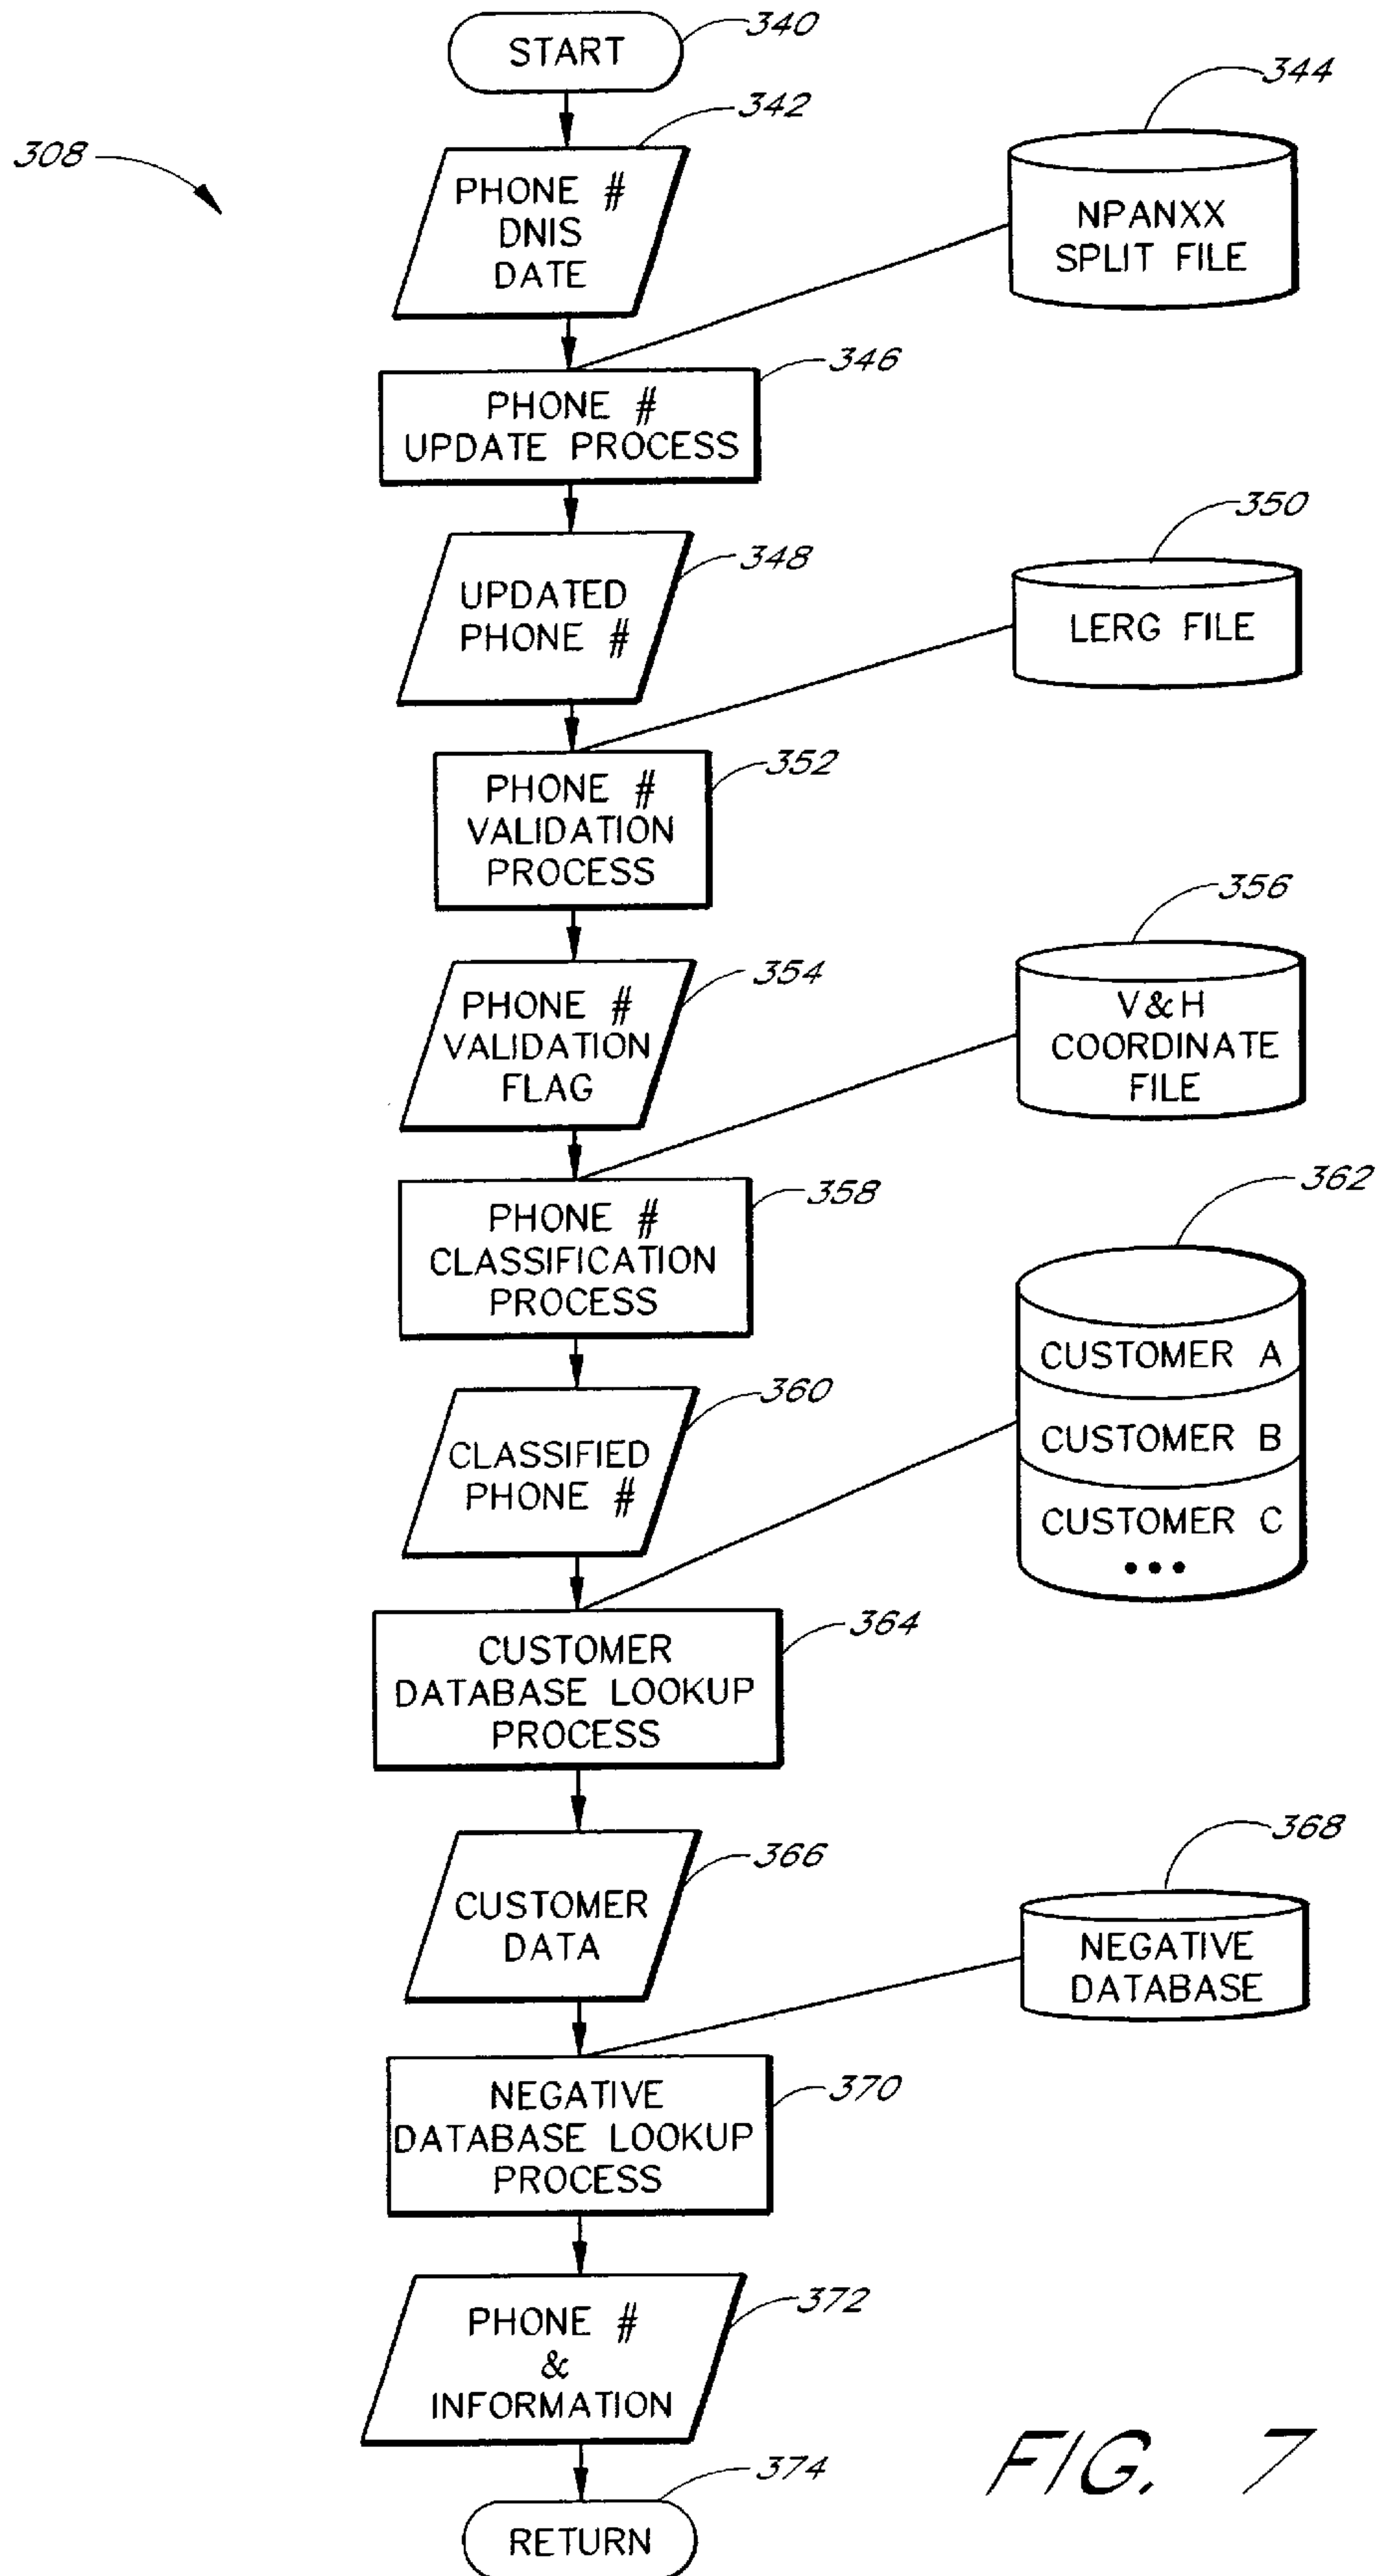 START
340
342
344
308
PHONE #
DNIS
DATE
NPANXX
SPLIT FILE
346
PHONE #
UPDATE PROCESS
348
350
UPDATED
PHONE #
LERG FILE
352
PHONE #
VALIDATION
PROCESS
354
356
PHONE #
VALIDATION
FLAG
V&H
COORDINATE
FILE
358
PHONE #
CLASSIFICATION
PROCESS
360
362
CLASSIFIED
PHONE #
CUSTOMER A
CUSTOMER B
CUSTOMER C
•••
364
CUSTOMER
DATABASE LOOKUP
PROCESS
366
368
CUSTOMER
DATA
NEGATIVE
DATABASE
370
NEGATIVE
DATABASE LOOKUP
PROCESS
372
PHONE #
&
INFORMATION
374
RETURN
FIG. 7